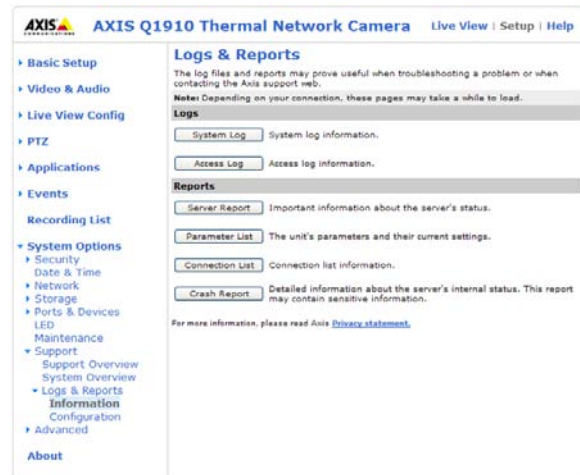 AXIS
COMMUNICATIONS
AXIS Q1910 Thermal Network Camera
Live View | Setup | Help
Basic Setup
Video & Audio
Live View Config
PTZ
Applications
Events
Recording List
System Options
Security
Date & Time
Network
Storage
Ports & Devices
LED
Maintenance
Support
Support Overview
System Overview
Logs & Reports
Information
Configuration
Advanced
About
Logs & Reports
The log files and reports may prove useful when troubleshooting a problem or when
contacting the Axis support web.
Note: Depending on your connection, these pages may take a while to load.
Logs
System Log System log information.
Access Log Access log information.
Reports
Server Report Important information about the server's status.
Parameter List The unit's parameters and their current settings.
Connection List Connection list information.
Crash Report Detailed information about the server's internal status. This report
may contain sensitive information.
For more information, please read Axis Privacy statement.